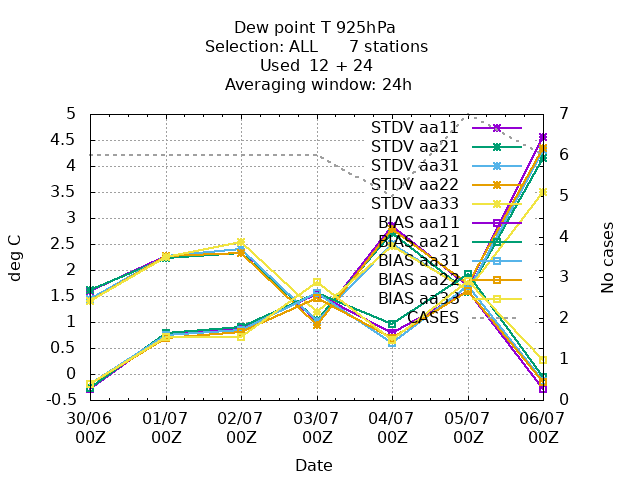 Dew point T 925hPa
Selection: ALL 7 stations
Used 12 + 24
Averaging window: 24h
5
4.5
4
3.5
3
2.5
2
1.5
1
0.5
0
-0.5
deg C
7
6
5
4
3
2
1
0
No cases
STDV aa11
STDV aa21
STDV aa31
STDV aa22
STDV aa33
BIAS aa11
BIAS aa21
BIAS aa31
BIAS aa22
BIAS aa33
CASES
30/06 01/07 02/07 03/07 04/07 05/07 06/07
00Z 00Z 00Z 00Z 00Z 00Z 00Z
Date